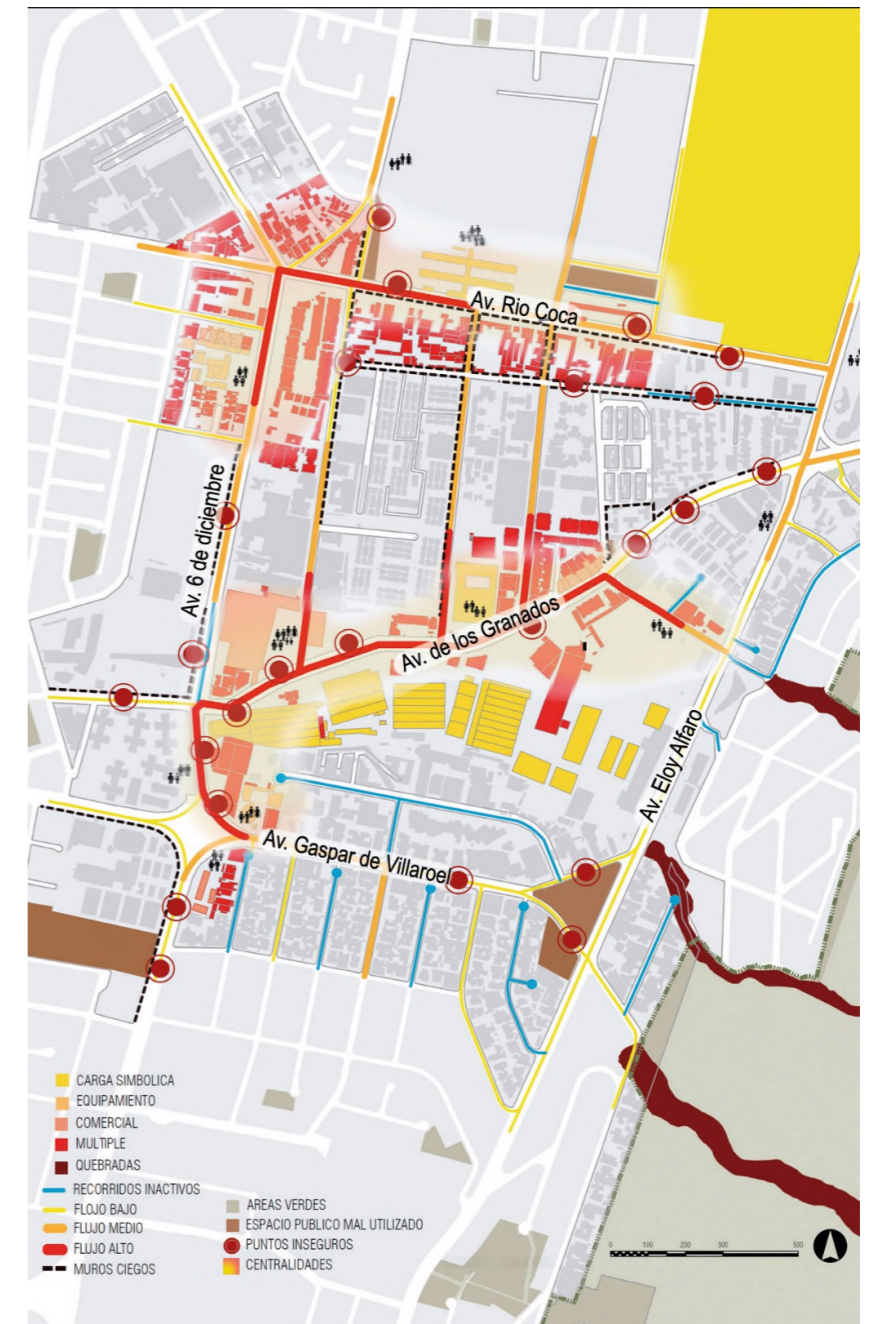 Av. Rio Coca
Av. 6 de diciembre
Av. de los Granados
Av. Eloy Alfaro
Av. Gaspar de Villaroel
CARGA SIMBOLICA
EQUIPAMIENTO
COMERCIAL
MULTIPLE
QUEBRADAS
RECORRIDOS INACTIVOS
FLOJO BAJO
FLUJO MEDIO
FLUJO ALTO
MUROS CIEGOS
AREAS VERDES
ESPACIO PUBLICO MAL UTILIZADO
PUNTOS INSEGUROS
CENTRALIDADES
0 100 200 300 500